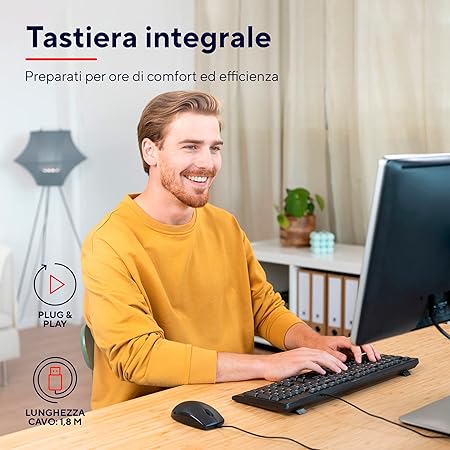 Tastiera integrale
Preparati per ore di comfort ed efficienza
PLUG &
PLAY
LUNGHEZZA
CAVO: 1,8 M